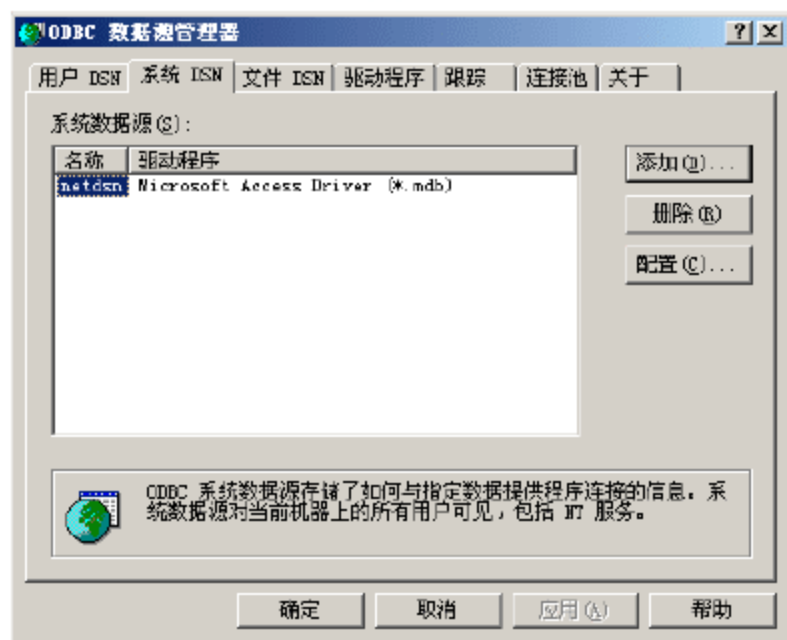 ODBC 数据源管理器
用户 DSN 系统 DSN 文件 DSN 驱动程序 跟踪 连接池 关于
系统数据源(S):
名称 驱动程序
netdsn Microsoft Access Driver (*.mdb)
添加(D)...
删除(R)
配置(C)...
ODBC 系统数据源存储了如何与指定数据提供程序连接的信息。系
统数据源对当前机器上的所有用户可见,包括 NT 服务。
确定 取消 应用(A) 帮助